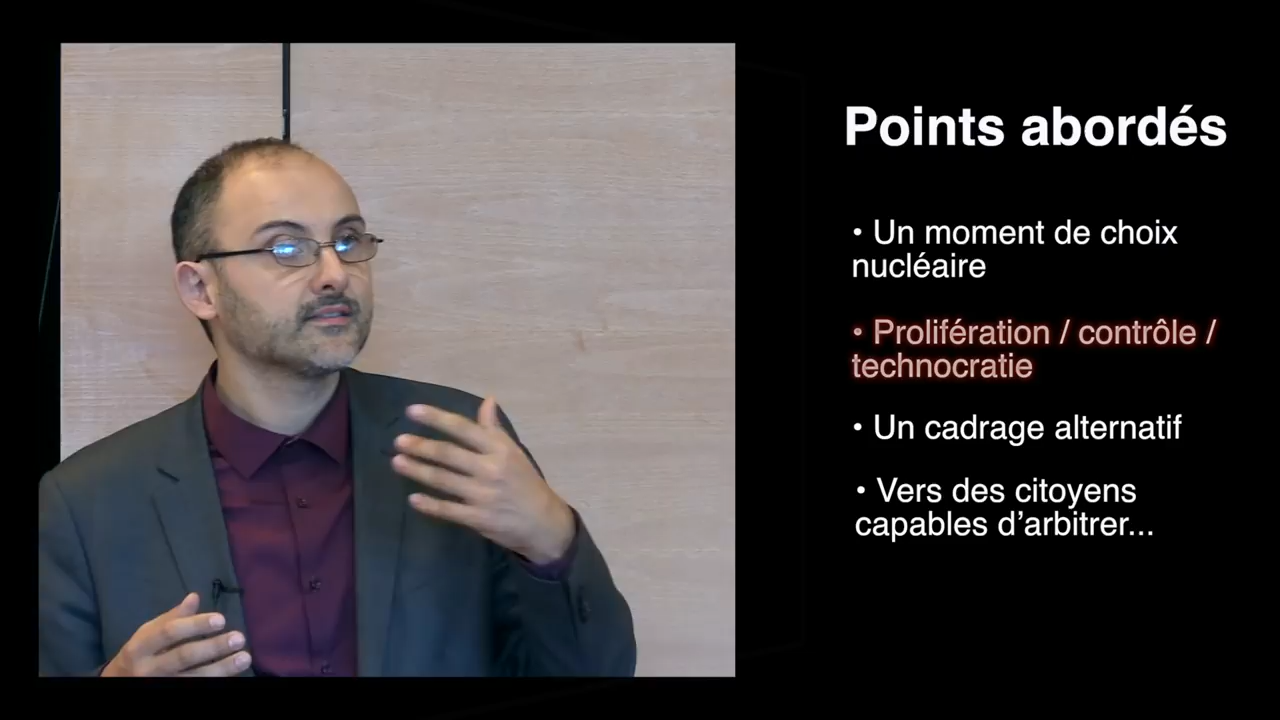 Points abordés
• Un moment de choix
nucléaire
• Prolifération / contrôle /
technocratie
• Un cadrage alternatif
• Vers des citoyens
capables d’arbitrer...